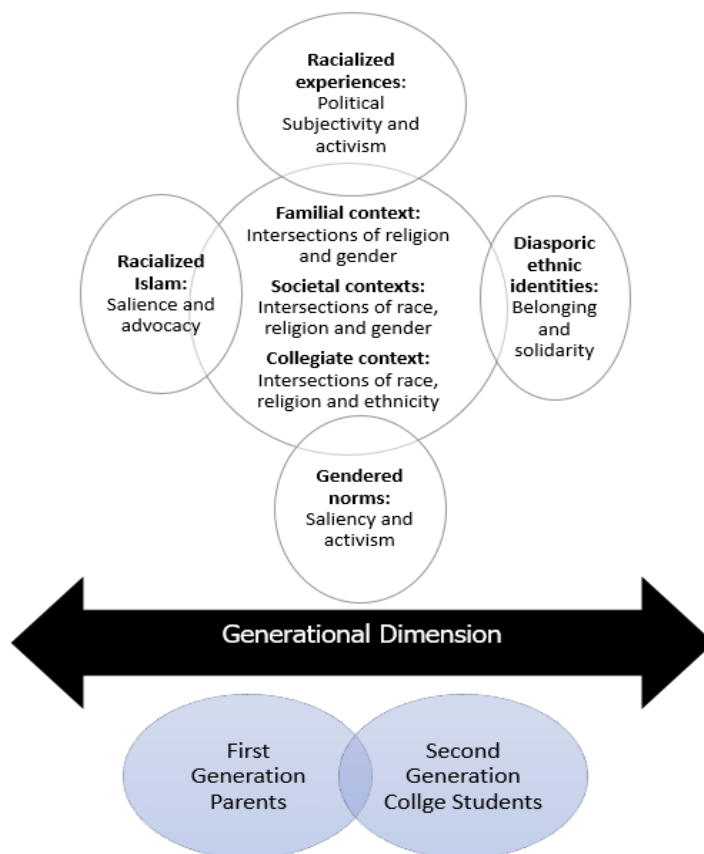 Racialized
experiences:
Political
Subjectivity and
activism
Familial context:
Intersections of religion
and gender
Societal contexts:
Intersections of race,
religion and gender
Collegiate context:
Intersections of race,
religion and ethnicity
Racialized
Islam:
Salience and
advocacy
Diasporic
ethnic
identities:
Belonging
and
solidarity
Gendered
norms:
Saliency and
activism
Generational Dimension
First
Generation
Parents
Second
Generation
Collge Students